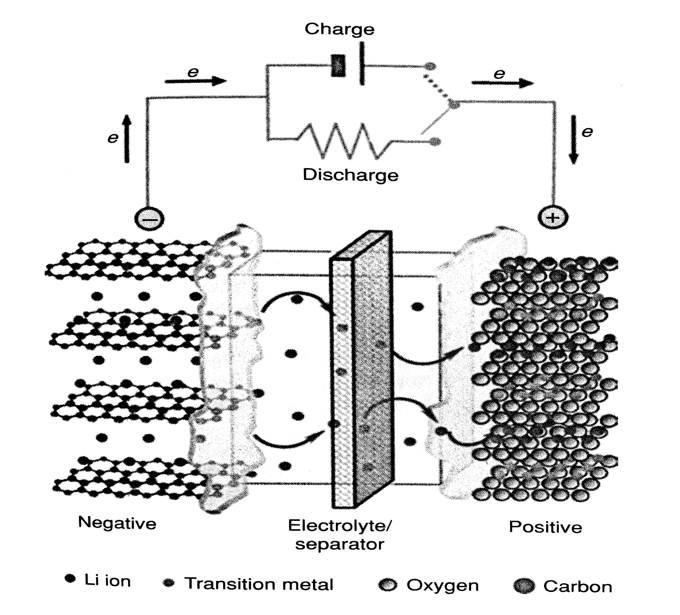 Charge
e
e
e
e
Discharge
−
+
Negative
Electrolyte/
separator
Positive
Li ion
Transition metal
Oxygen
Carbon